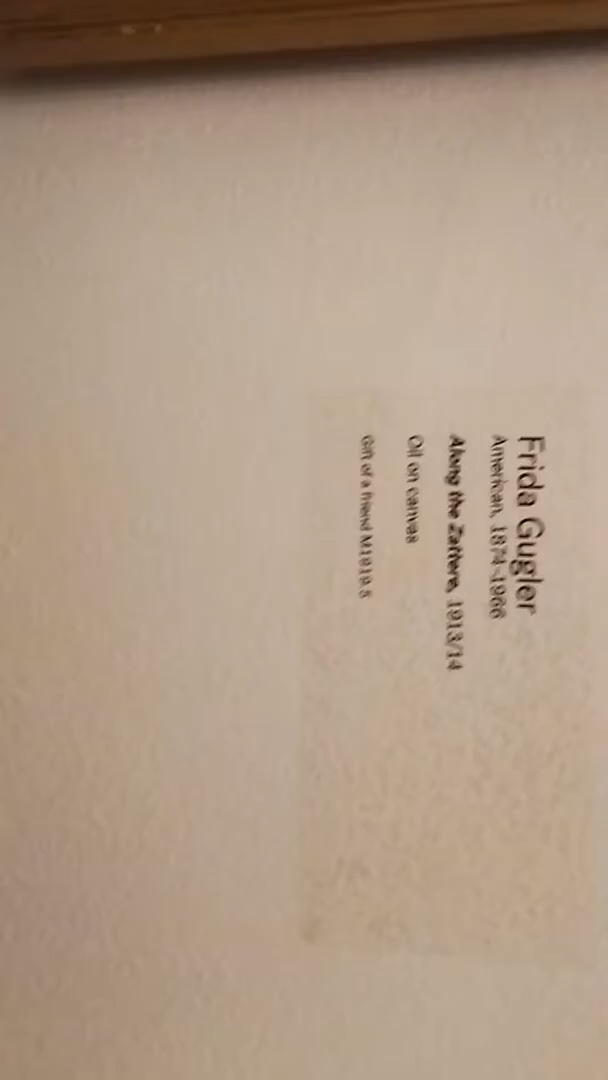 Frida Gugler
American, 1874–1966
Along the Zattere, 1913/14
Oil on canvas
Gift of a friend M1919.5